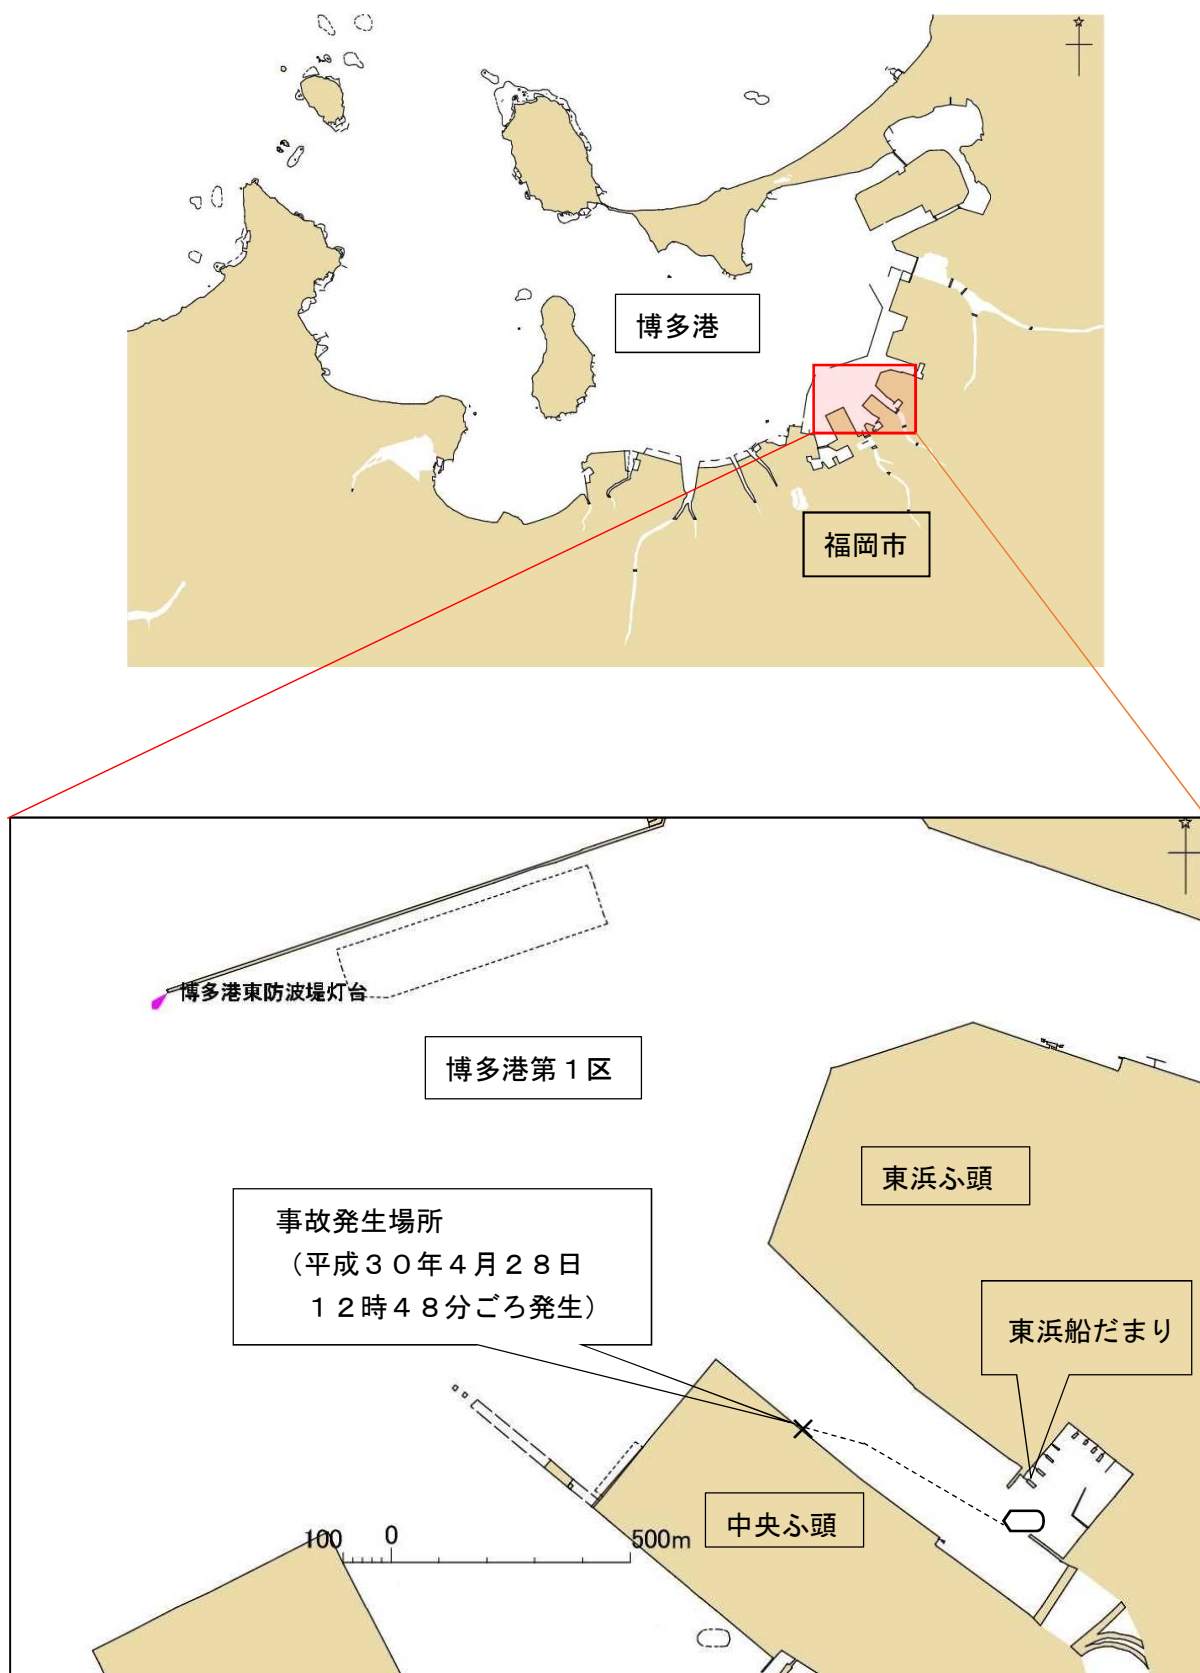 博多港
福岡市
博多港東防波堤灯台
博多港第１区
東浜ふ頭
事故発生場所
（平成３０年４月２８日
１２時４８分ごろ発生）
東浜船だまり
中央ふ頭
100 0 500m